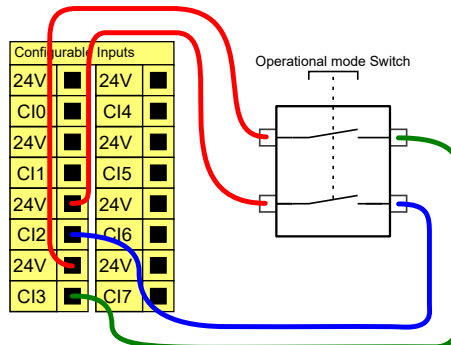 Configurable Inputs
24V 24V
CI0 CI4
24V 24V
CI1 CI5
24V 24V
CI2 CI6
24V 24V
CI3 CI7
Operational mode Switch